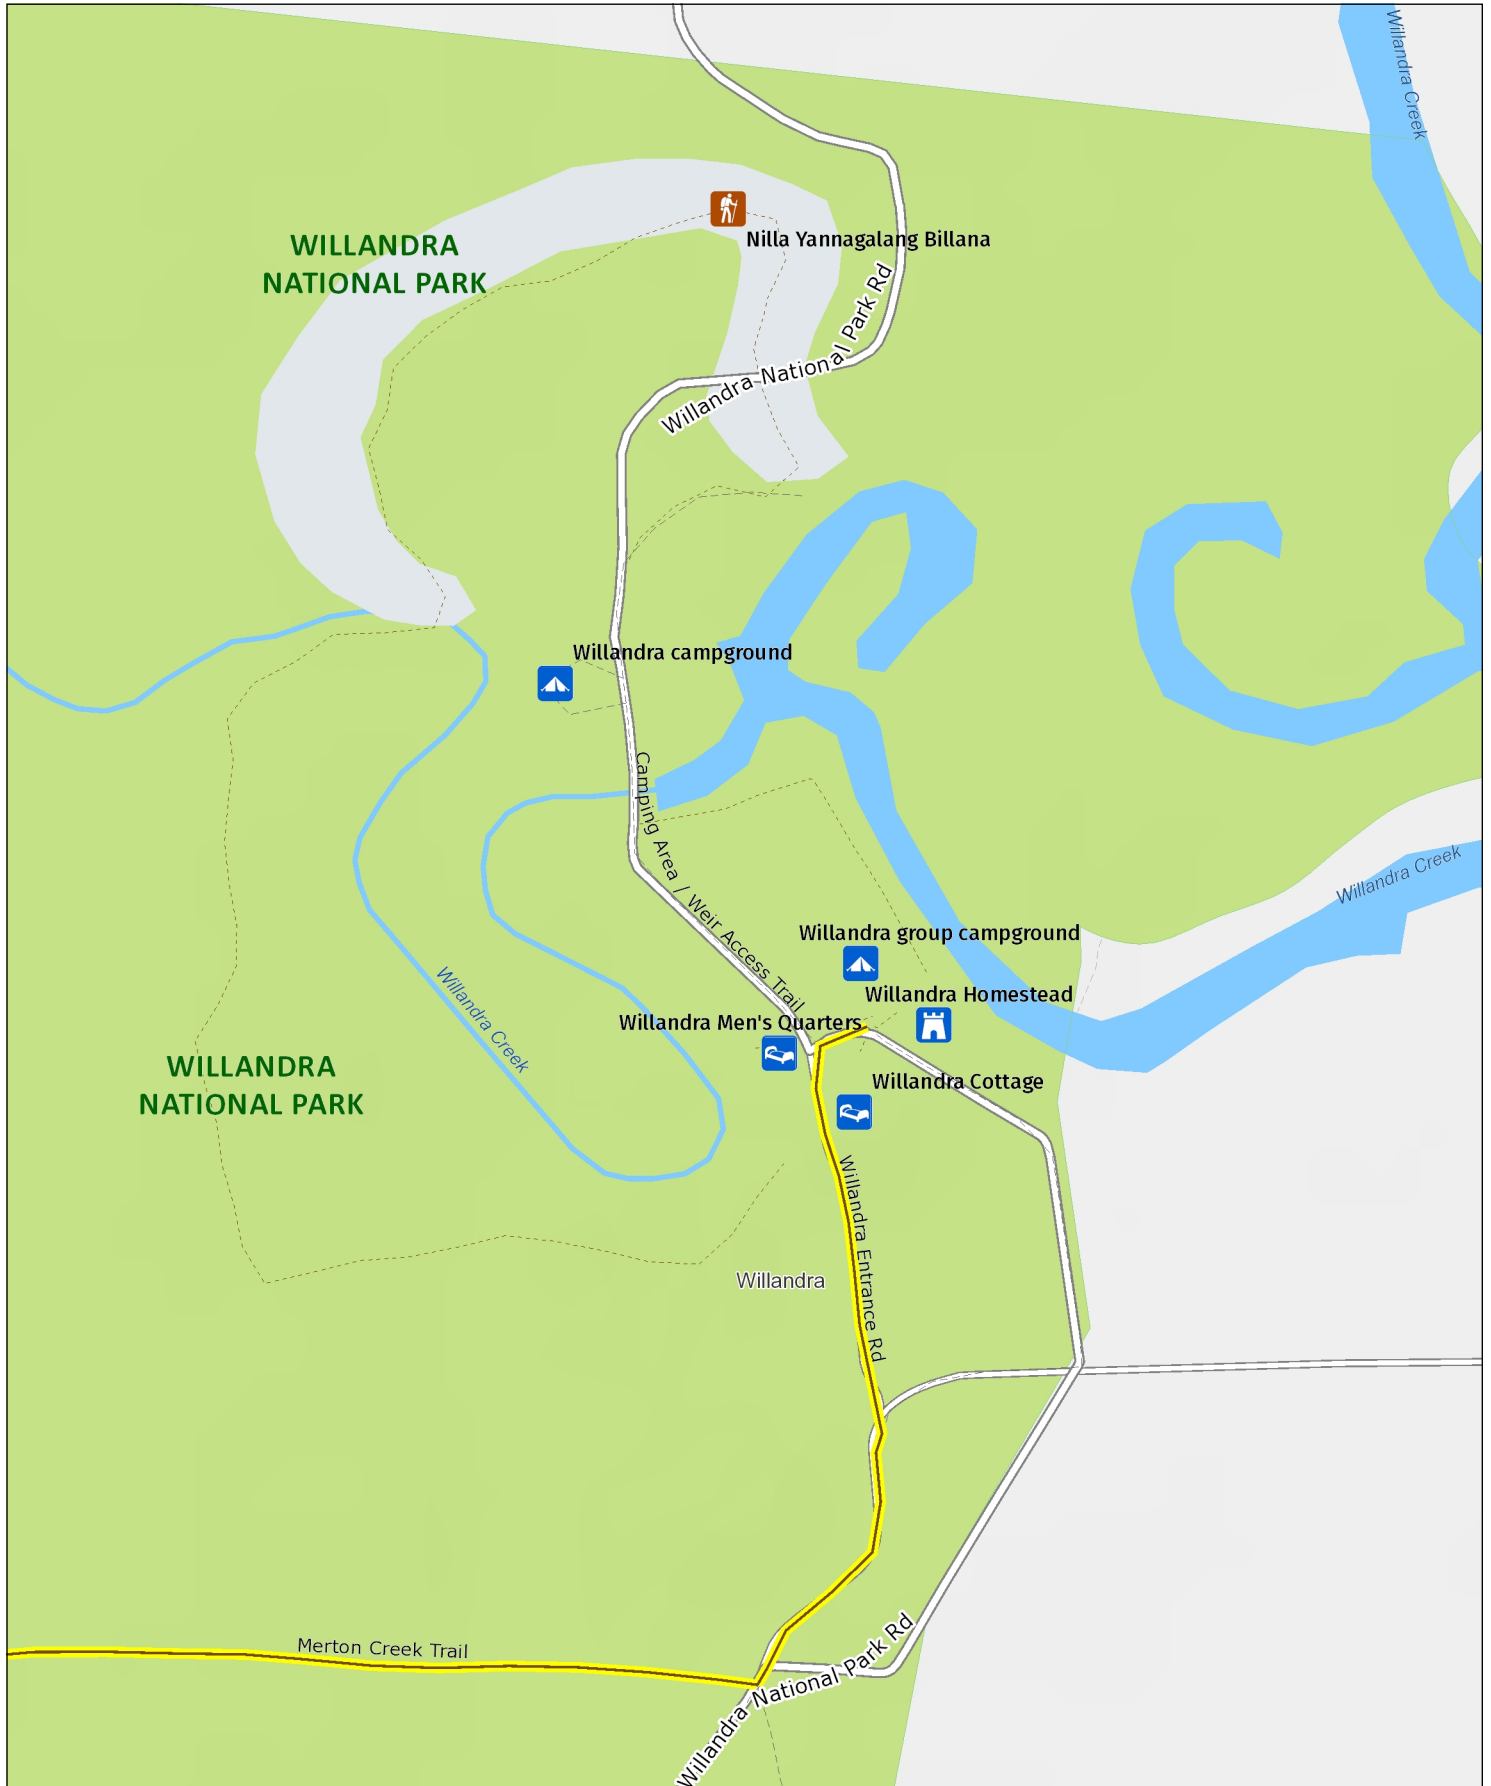 Willandra Creek
WILLANDRA
NATIONAL PARK
Nilla Yannagalang Billana
Willandra National Park Rd
Willandra campground
Camping Area / Weir Access Trail
Willandra Creek
Willandra group campground
Willandra Creek
Willandra Homestead
Willandra Men's Quarters
WILLANDRA
NATIONAL PARK
Willandra Cottage
Willandra Entrance Rd
Willandra
Merton Creek Trail
Willandra National Park Rd